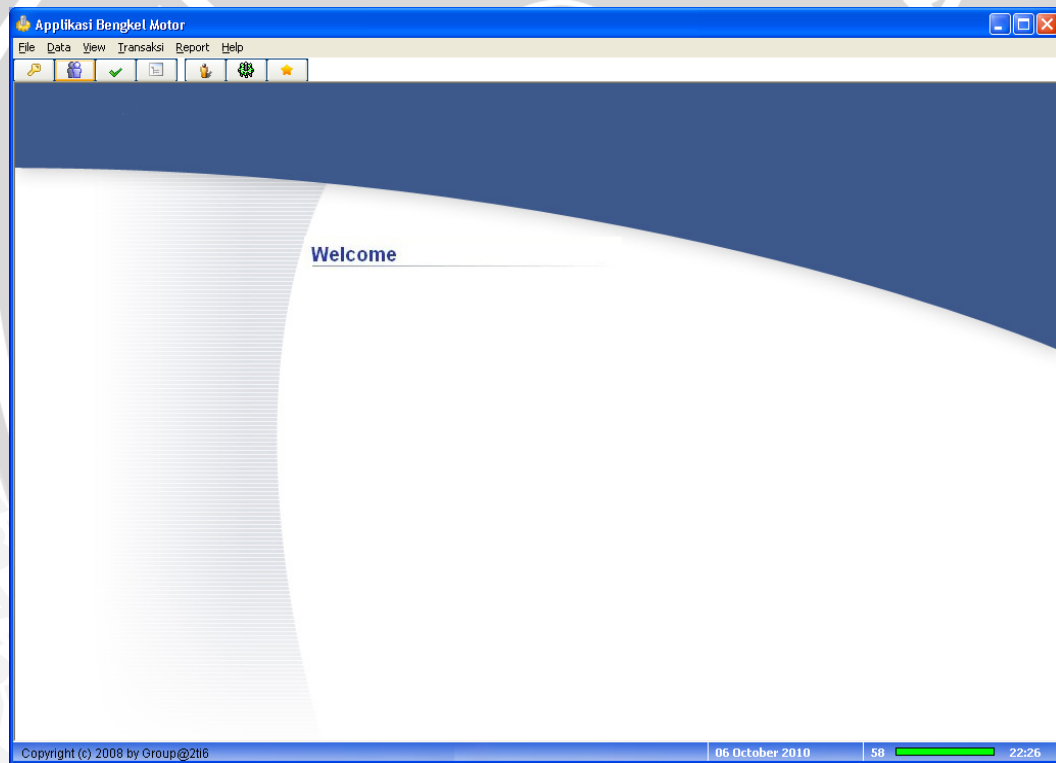 Applikasi Bengkel Motor
File Data View Transaksi Report Help
Welcome
Copyright (c) 2008 by Group@2ti6 06 October 2010 58 22:26